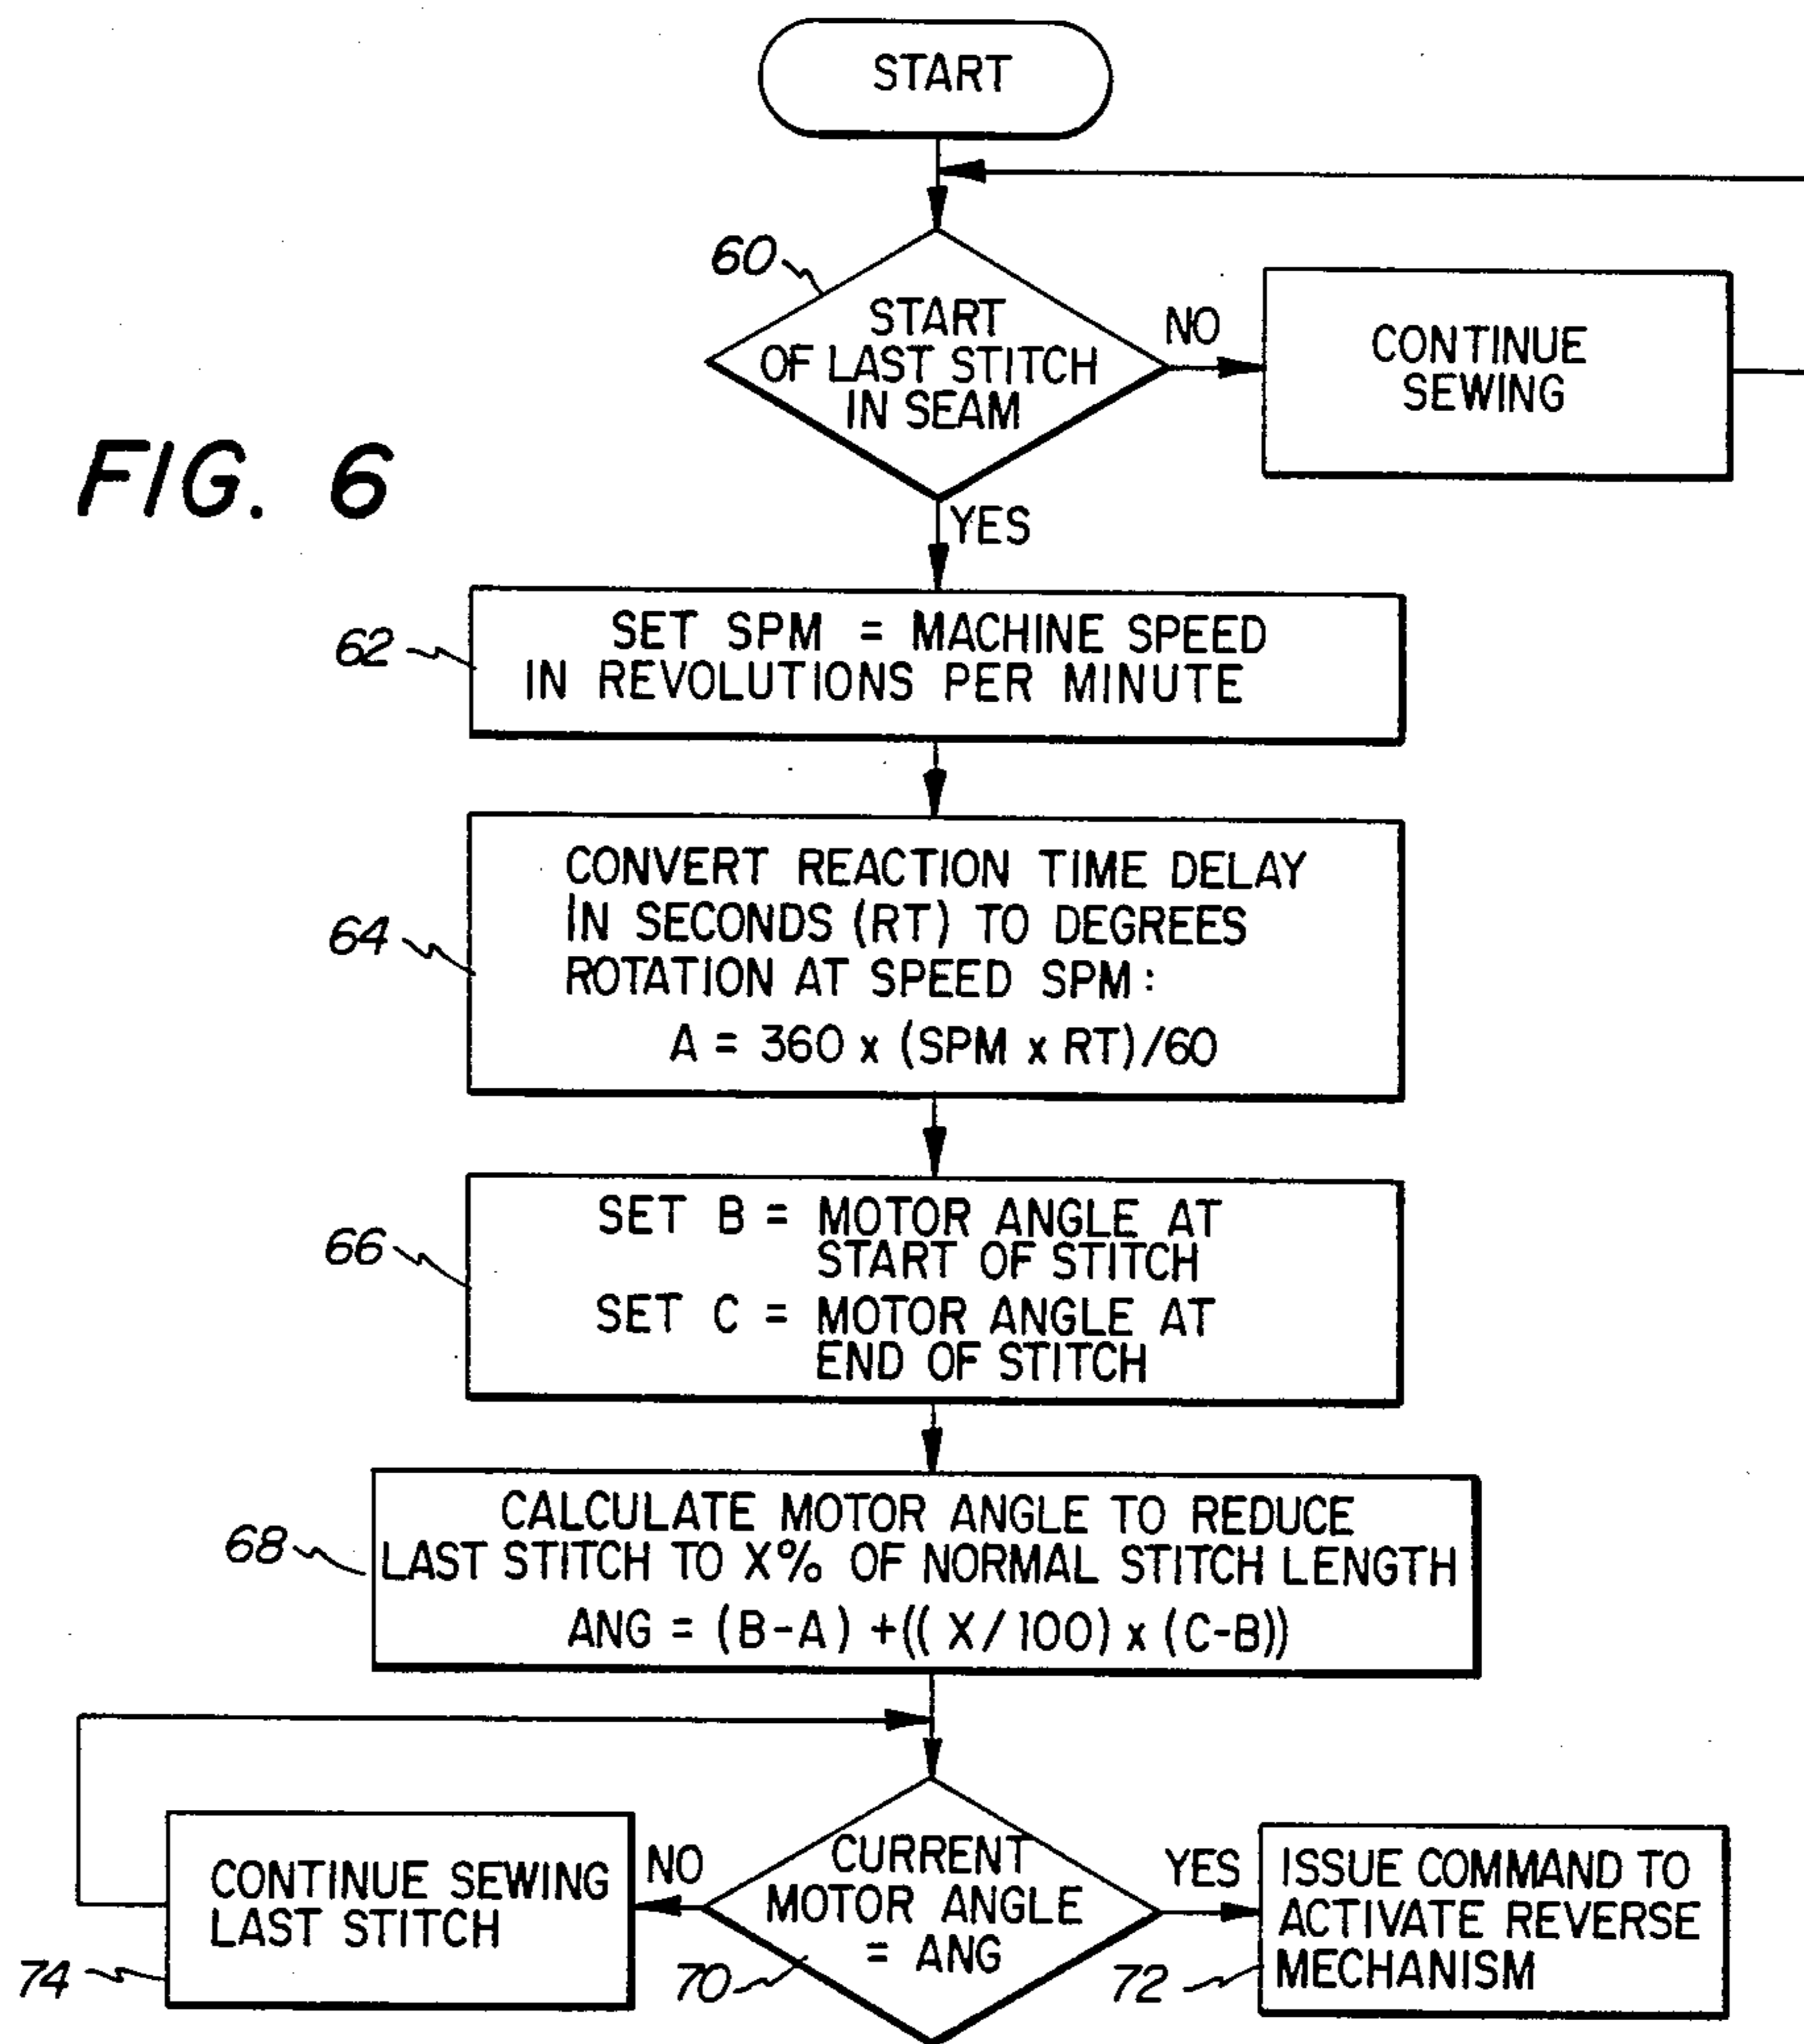 START
60
START
OF LAST STITCH
IN SEAM
NO
CONTINUE
SEWING
FIG. 6
YES
62
SET SPM = MACHINE SPEED
IN REVOLUTIONS PER MINUTE
64
CONVERT REACTION TIME DELAY
IN SECONDS (RT) TO DEGREES
ROTATION AT SPEED SPM:
A = 360 x (SPM x RT)/60
66
SET B = MOTOR ANGLE AT
START OF STITCH
SET C = MOTOR ANGLE AT
END OF STITCH
68
CALCULATE MOTOR ANGLE TO REDUCE
LAST STITCH TO X% OF NORMAL STITCH LENGTH
ANG = (B-A) +((X/100) x (C-B))
CONTINUE SEWING
LAST STITCH
74
NO
CURRENT
MOTOR ANGLE
= ANG
70
YES
ISSUE COMMAND TO
ACTIVATE REVERSE
MECHANISM
72